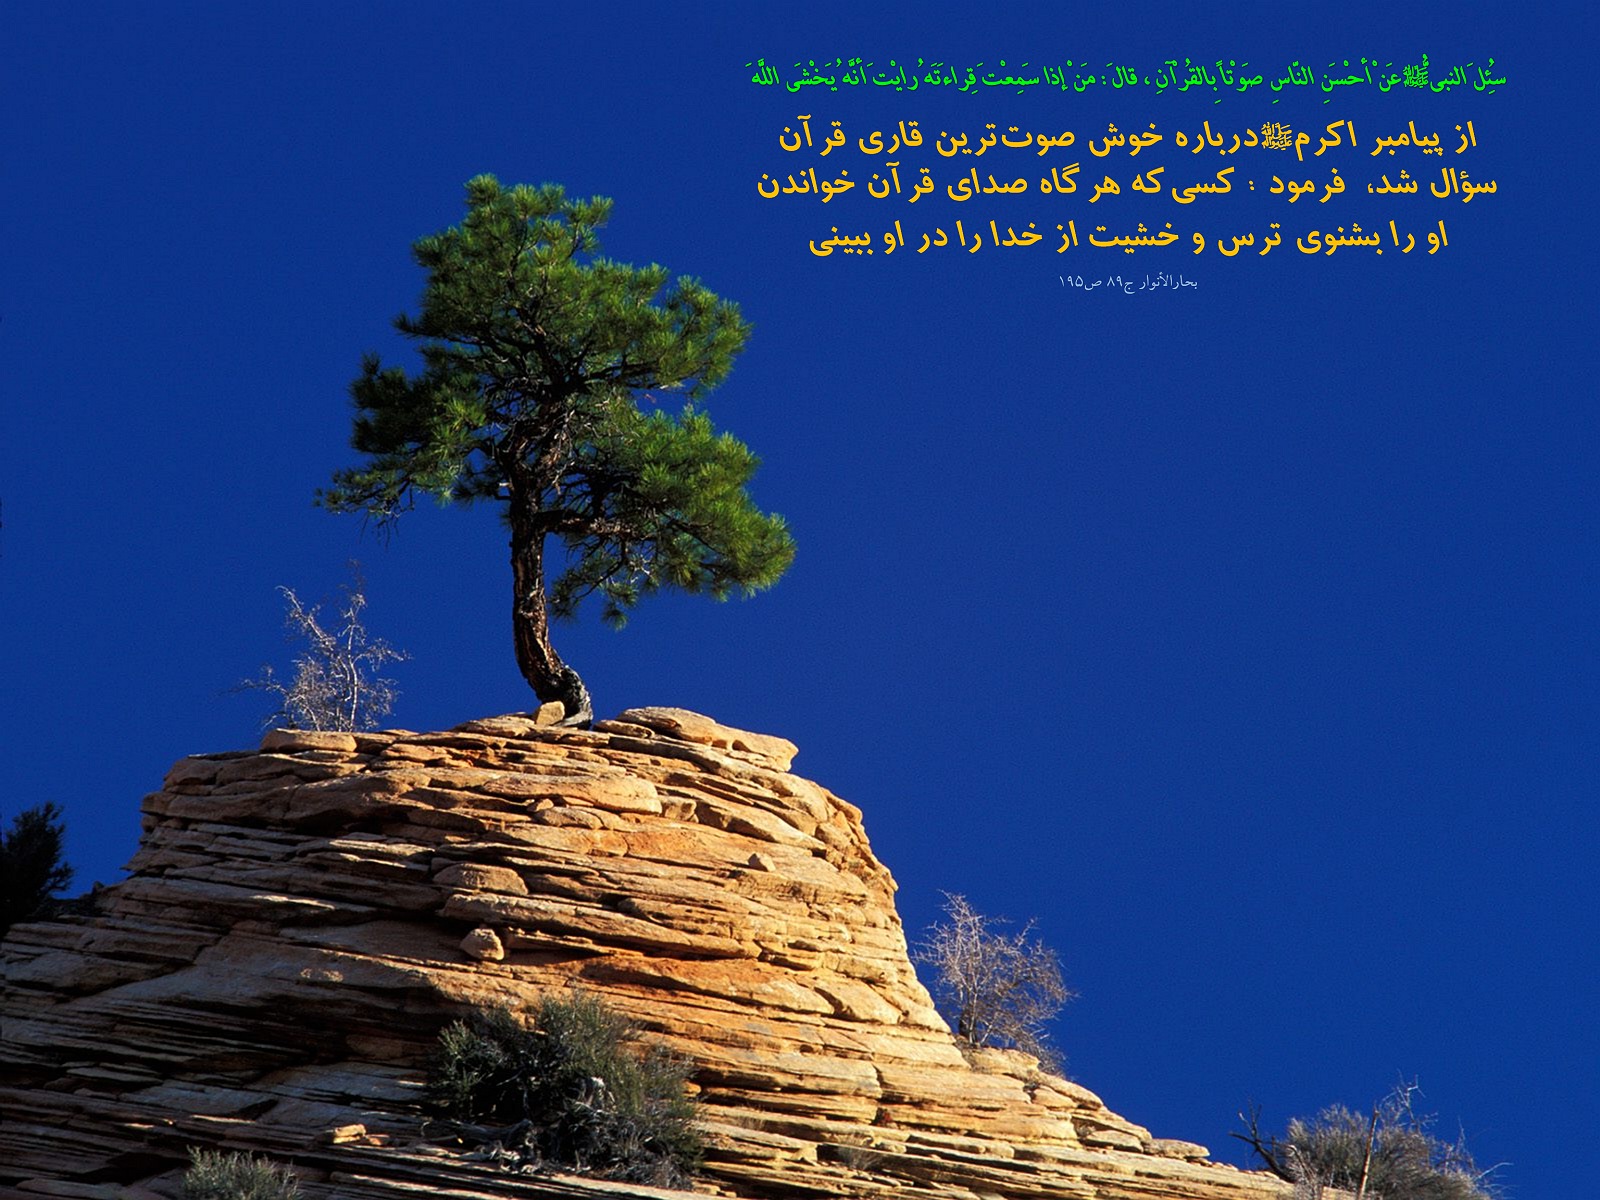 سُئِلَ النبیُّ ﷺ عَنْ أحْسَنِ النّاسِ صَوْتاً بِالقُرْآنِ ، قالَ : مَنْ إذا سَمِعْتَ قِراءَتَهُ رایْتَ أنَّهُ یَخْشَی اللَّهَ
از پیامبر اکرم ﷺ درباره خوش صوت‌ترین قاری قرآن
سؤال شد، فرمود : کسی که هر گاه صدای قرآن خواندن
او را بشنوی ترس و خشیت از خدا را در او ببینی
بحارالأنوار ج۸۹ ص۱۹۵